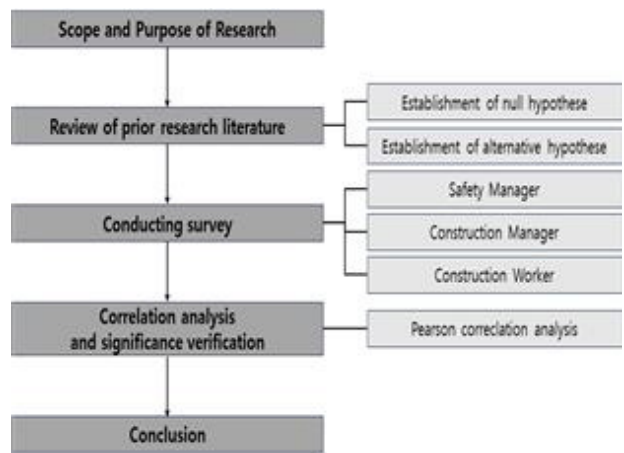 Scope and Purpose of Research
Review of prior research literature
Establishment of null hypothese
Establishment of alternative hypothese
Conducting survey
Safety Manager
Construction Manager
Construction Worker
Correlation analysis
and significance verification
Pearson correclation analysis
Conclusion